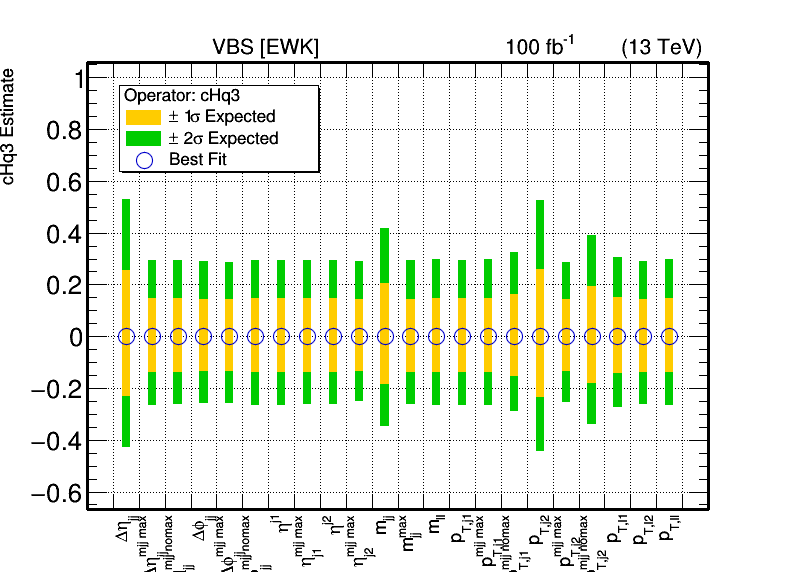 VBS [EWK] 100 fb-1 (13 TeV)
cHq3 Estimate
Operator: cHq3
± 1σ Expected
± 2σ Expected
Best Fit
1
0.8
0.6
0.4
0.2
0
−0.2
−0.4
−0.6
Δηjj
Δφjj
ηj1
ηj2
mjj
mjjmax
mll
pT,j1
pT,j2
pT,l1
pT,l2
pT,ll